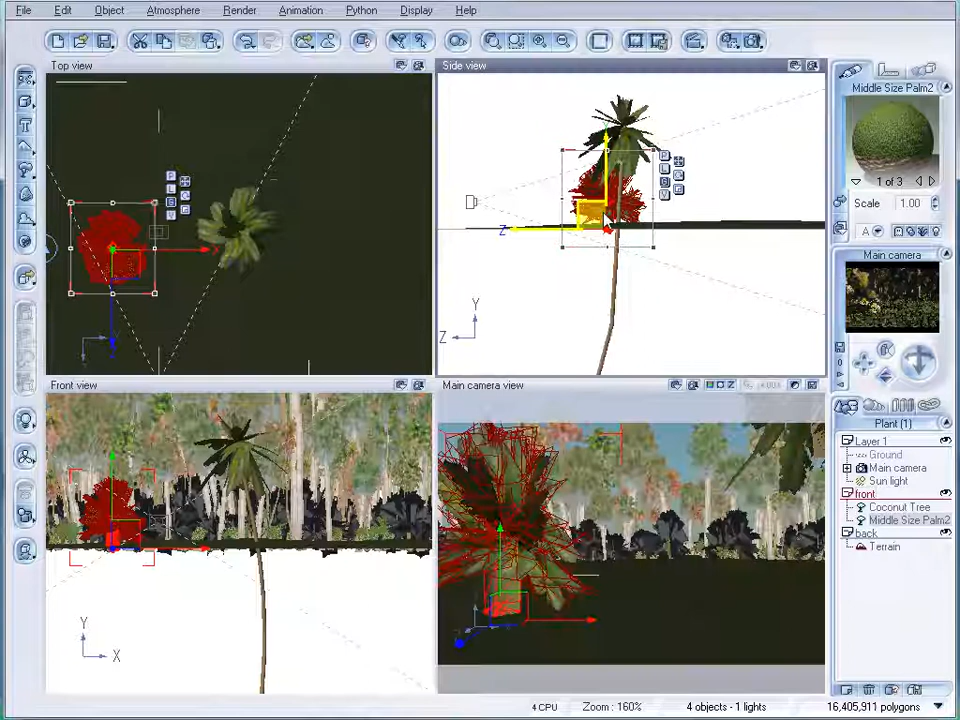 File Edit Object Atmosphere Render Animation Python Display Help
Top view
Side view
Middle Size Palm2
1 of 3
Scale 1.00
A
Main camera
P
L
S
V
P
L
S
V
Z
Y
Z
Front view
Main camera view
Plant (1)
Layer 1
Ground
Main camera
Sun light
front
Coconut Tree
Middle Size Palm2
back
Terrain
Y
X
4 CPU Zoom : 160% 4 objects - 1 lights 16,405,911 polygons